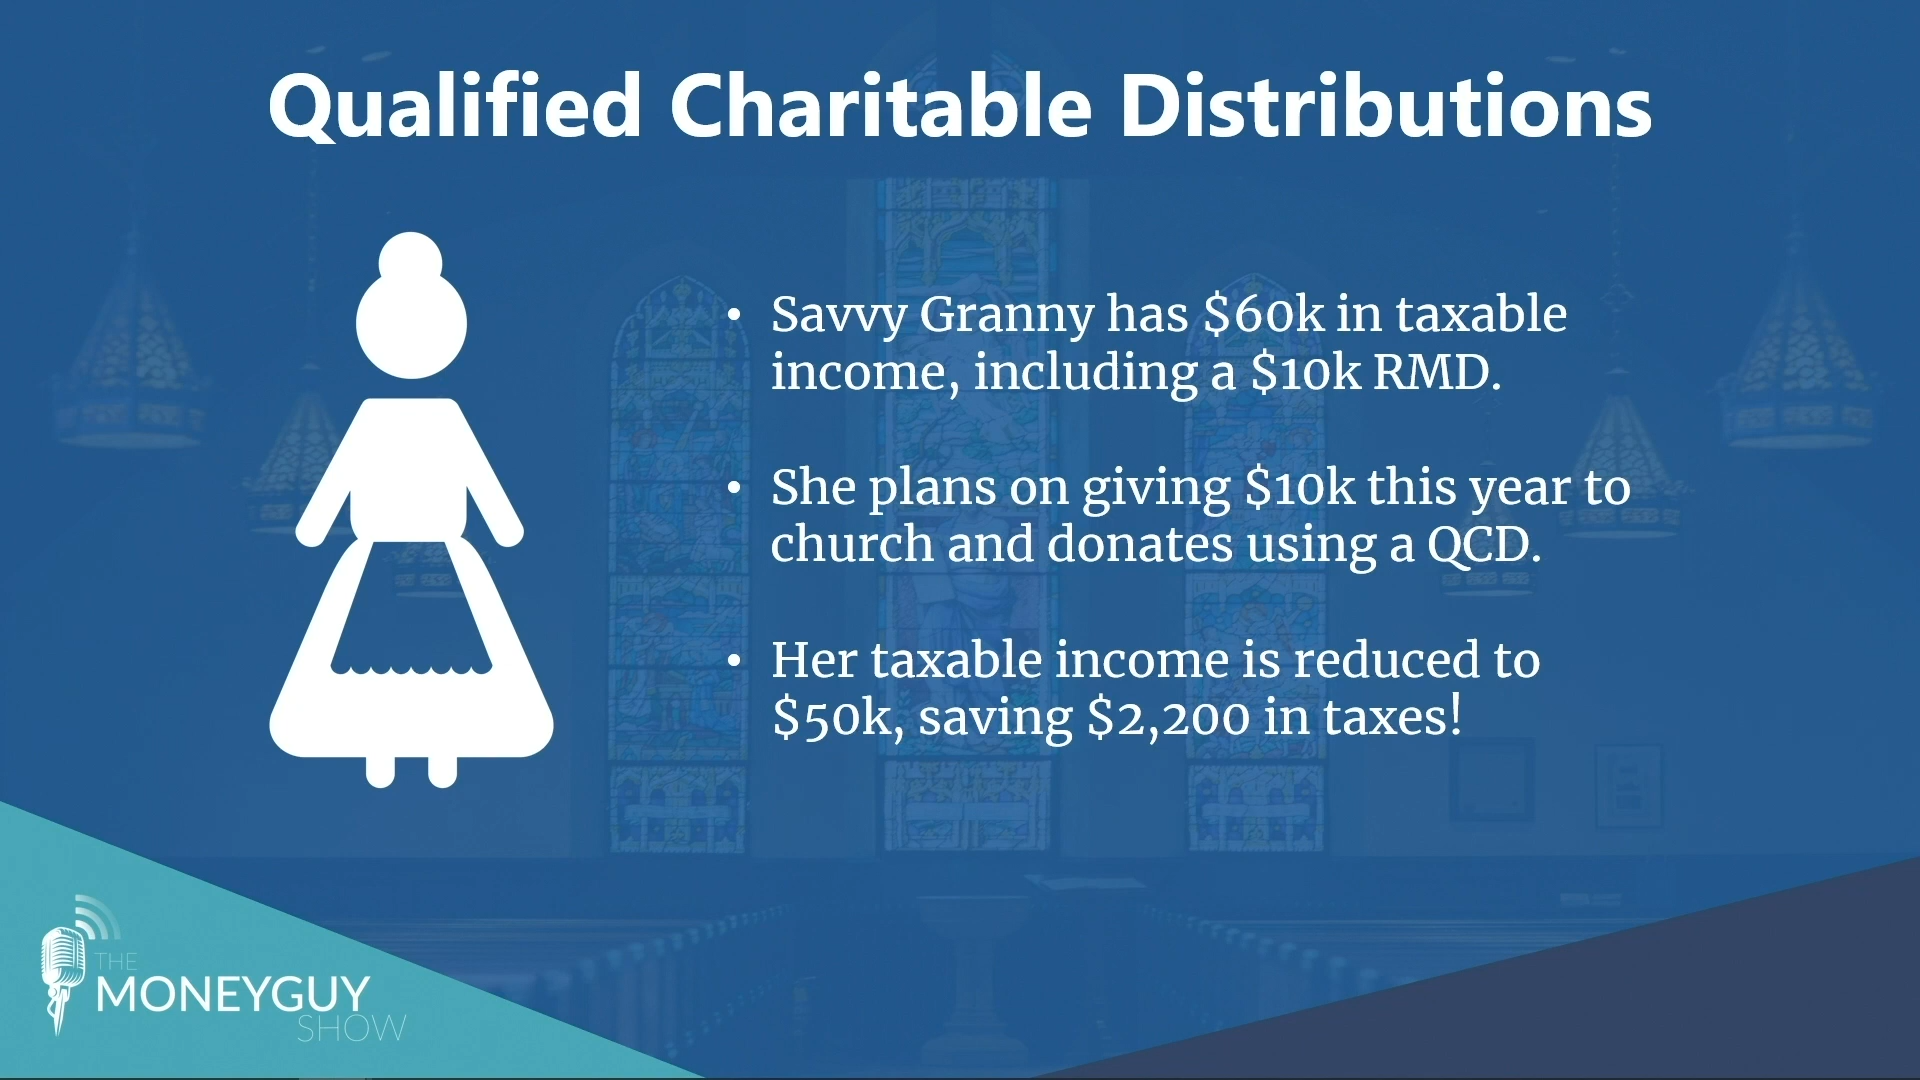 Qualified Charitable Distributions
• Savvy Granny has $60k in taxable
income, including a $10k RMD.
• She plans on giving $10k this year to
church and donates using a QCD.
• Her taxable income is reduced to
$50k, saving $2,200 in taxes!
THE
MONEYGUY
SHOW